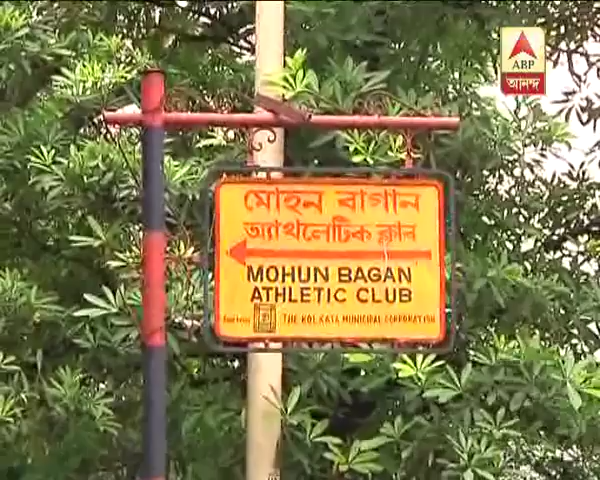 ABP
আনন্দ
মোহন বাগান
অ্যাথলেটিক ক্লাব
MOHUN BAGAN
ATHLETIC CLUB
THE KOLKATA MUNICIPAL CORPORATION